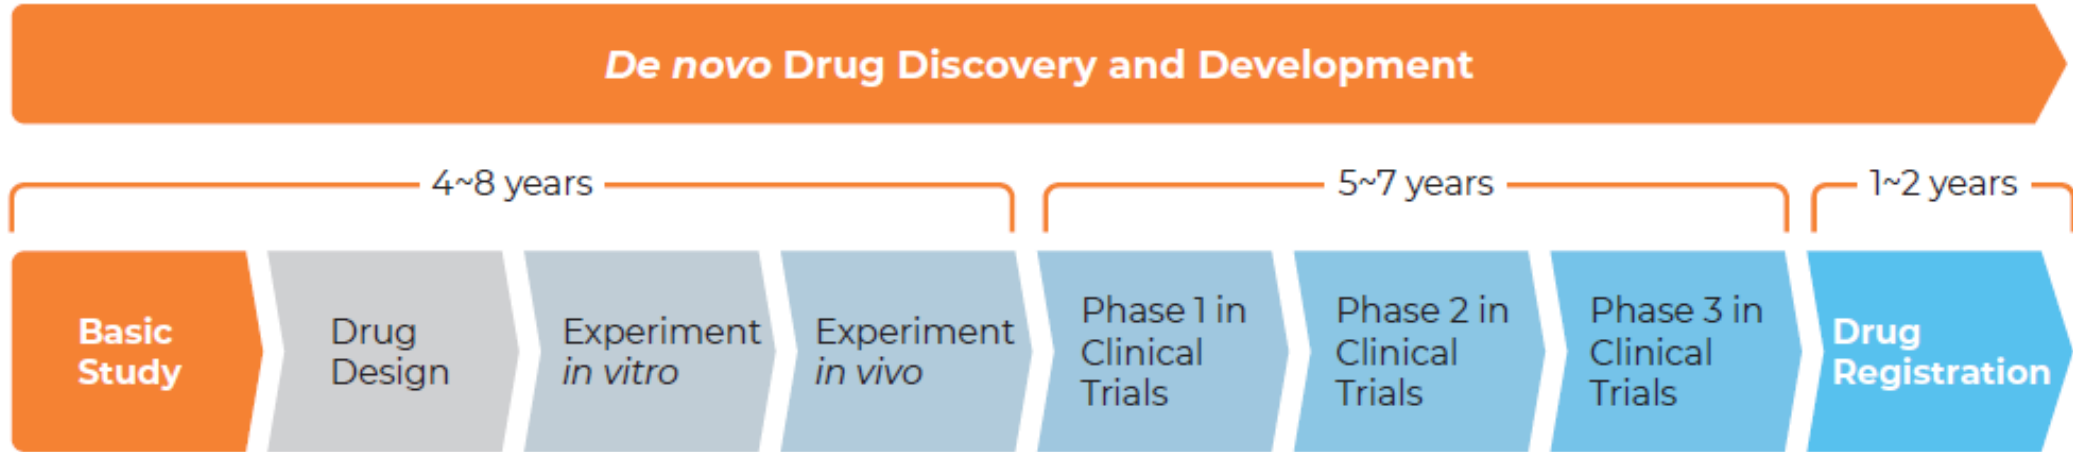 De novo Drug Discovery and Development
4~8 years
5~7 years
1~2 years
Basic
Study
Drug
Design
Experiment
in vitro
Experiment
in vivo
Phase 1 in
Clinical
Trials
Phase 2 in
Clinical
Trials
Phase 3 in
Clinical
Trials
Drug
Registration